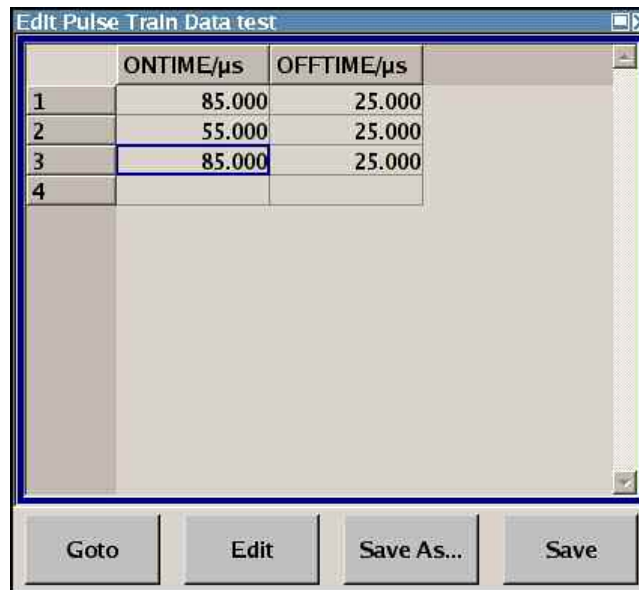 Edit Pulse Train Data test
ONTIME/µs OFFTIME/µs
1 85.000 25.000
2 55.000 25.000
3 85.000 25.000
4
Goto Edit Save As... Save